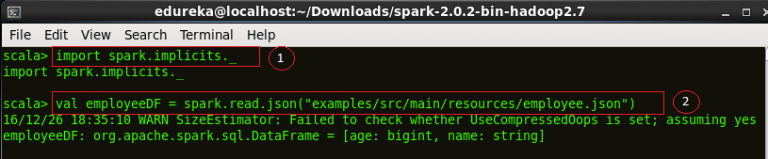 edureka@localhost:~/Downloads/spark-2.0.2-bin-hadoop2.7
File Edit View Search Terminal Help
scala> import spark.implicits._
1
import spark.implicits._
scala> val employeeDF = spark.read.json("examples/src/main/resources/employee.json")
2
16/12/26 18:35:10 WARN SizeEstimator: Failed to check whether UseCompressedOops is set; assuming yes
employeeDF: org.apache.spark.sql.DataFrame = [age: bigint, name: string]